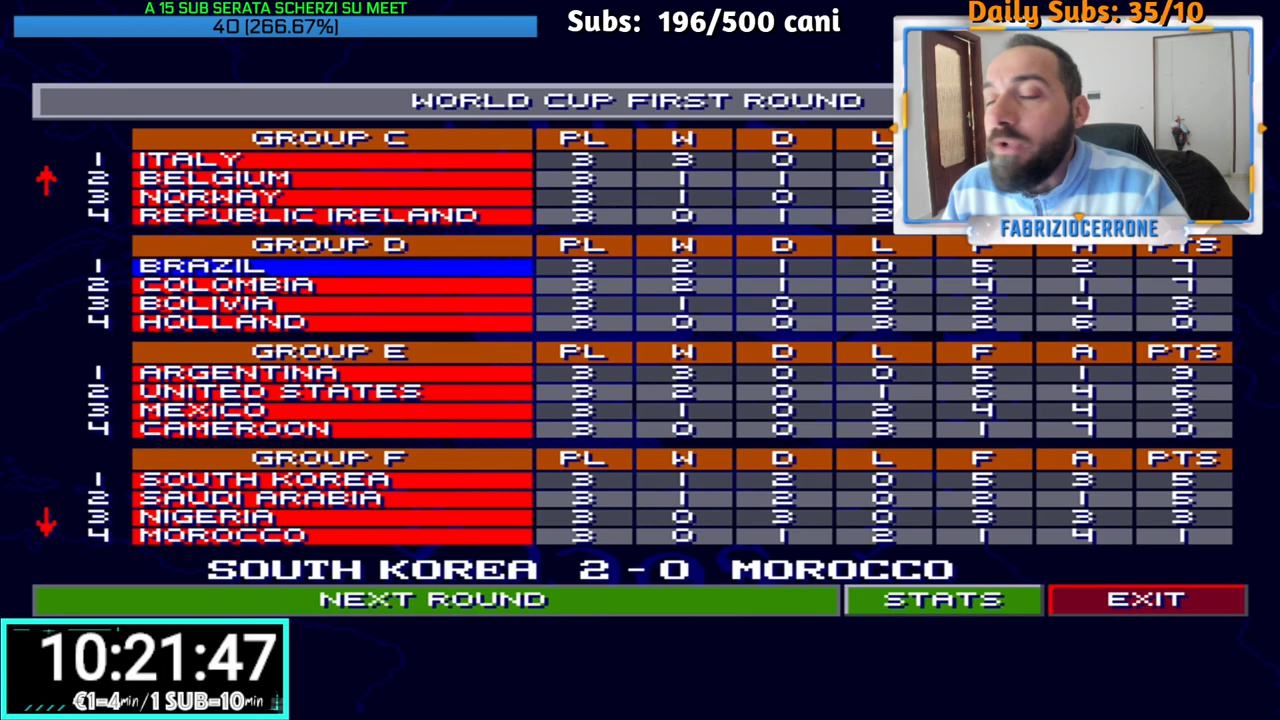 A 15 SUB SERATA SCHERZI SU MEET
40 (266.67%)
Subs: 196/500 cani
Daily Subs: 35/10
WORLD CUP FIRST ROUND
GROUP C PL W D L
1 ITALY 3 3 0 0
2 BELGIUM 3 1 1 1
3 NORWAY 3 1 0 2
4 REPUBLIC IRELAND 3 0 1 2
FABRIZIOCERRONE
GROUP D PL W D L F A PTS
1 BRAZIL 3 2 1 0 5 2 7
2 COLOMBIA 3 2 1 0 4 1 7
3 BOLIVIA 3 1 0 2 2 4 3
4 HOLLAND 3 0 0 3 2 6 0
GROUP E PL W D L F A PTS
1 ARGENTINA 3 3 0 0 5 1 9
2 UNITED STATES 3 2 0 1 6 4 6
3 MEXICO 3 1 0 2 4 4 3
4 CAMEROON 3 0 0 3 1 7 0
GROUP F PL W D L F A PTS
1 SOUTH KOREA 3 1 2 0 5 3 5
2 SAUDI ARABIA 3 1 2 0 2 1 5
3 NIGERIA 3 0 3 0 3 3 3
4 MOROCCO 3 0 1 2 1 4 1
SOUTH KOREA 2 - 0 MOROCCO
NEXT ROUND STATS EXIT
10:21:47
€1=4min/1 SUB=10min